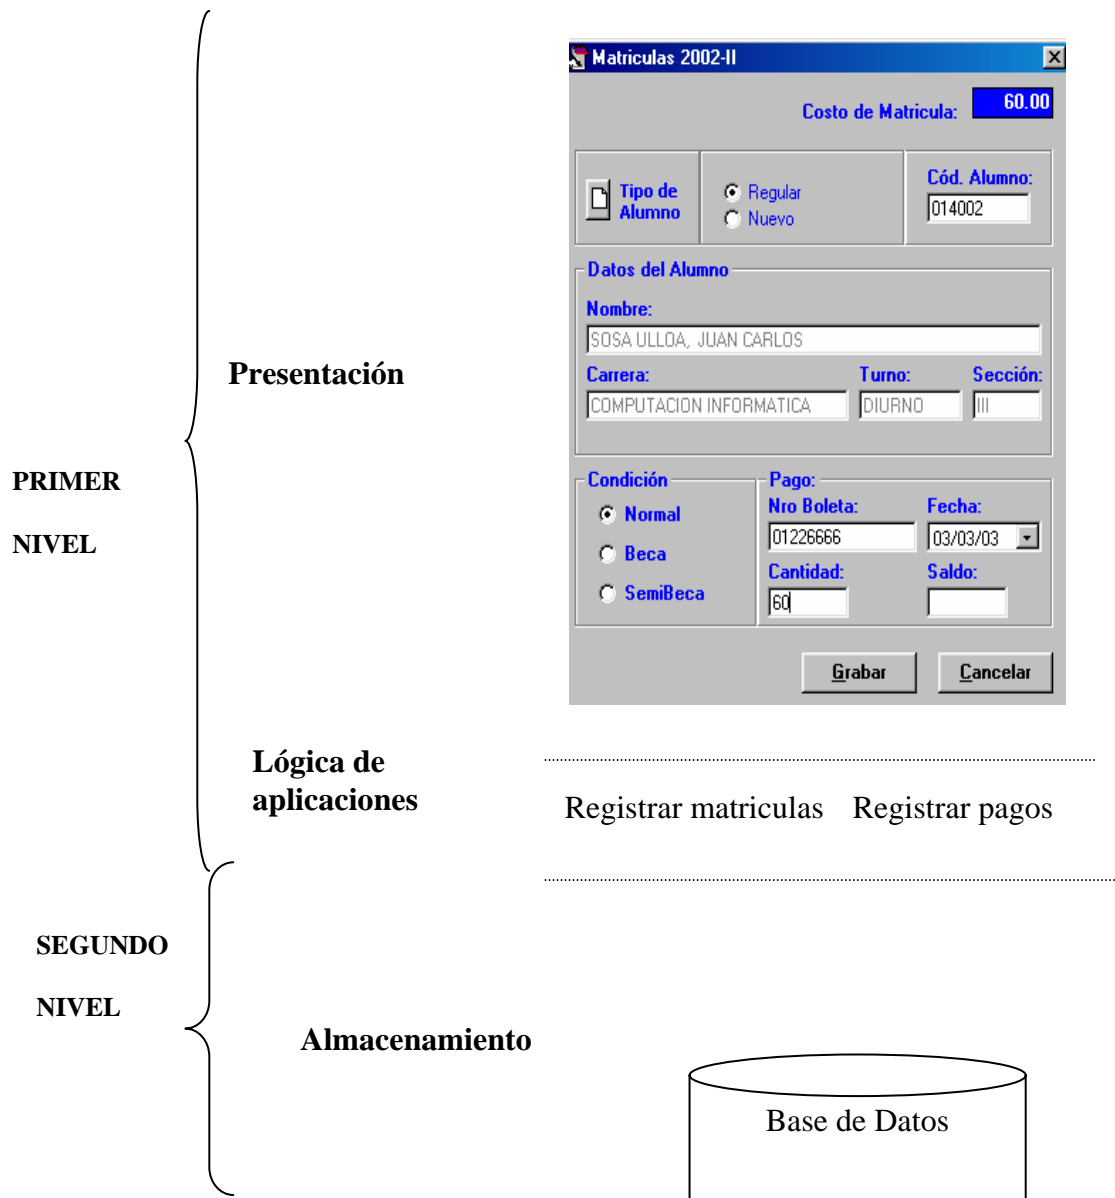 Matriculas 2002-II
Costo de Matricula: 60.00
Tipo de
Alumno
Regular
Nuevo
Cód. Alumno:
014002
Datos del Alumno
Nombre:
SOSA ULLOA, JUAN CARLOS
Carrera: Turno: Sección:
COMPUTACION INFORMATICA DIURNO III
Presentación
PRIMER
NIVEL
Condición
Normal
Beca
SemiBeca
Pago:
Nro Boleta: Fecha:
01226666 03/03/03
Cantidad: Saldo:
60
Grabar Cancelar
Lógica de
aplicaciones
Registrar matriculas Registrar pagos
SEGUNDO
NIVEL
Almacenamiento
Base de Datos